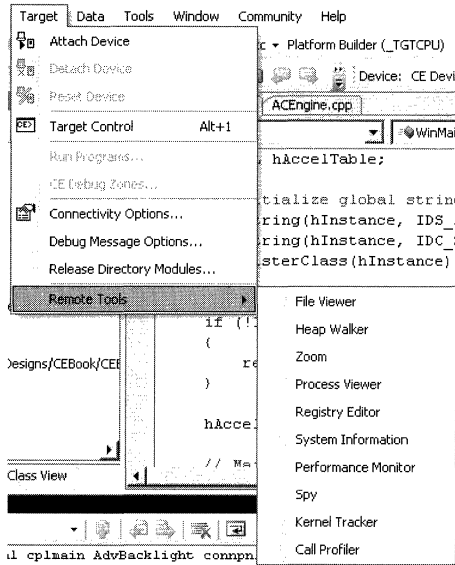 Target Data Tools Window Community Help
Attach Device
Detach Device
Reset Device
Target Control Alt+1
Run Programs...
CE Debug Zones...
Connectivity Options...
Debug Message Options...
Release Directory Modules...
Remote Tools
File Viewer
Heap Walker
Zoom
Process Viewer
Registry Editor
System Information
Performance Monitor
Spy
Kernel Tracker
Call Profiler
Platform Builder (_TGTCPU)
Device: CE Devi
ACEngine.cpp
WinMai
hAccelTable;
tialize global string
ring(hInstance, IDS_
ring(hInstance, IDC_
sterClass(hInstance)
if (!
{
re
}
hAccel
// Ma
Designs/CEBook/CEB
Class View
al cplmain AdvBacklight connpn